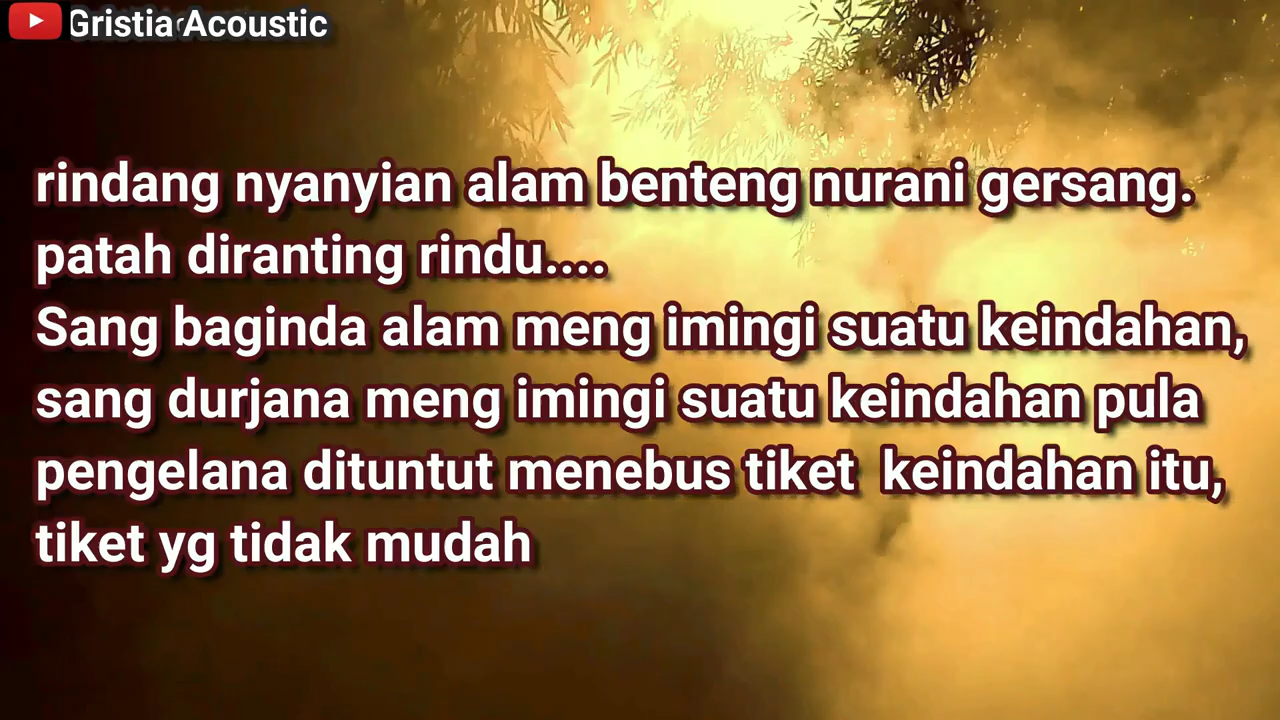 Gristia Acoustic
rindang nyanyian alam benteng nurani gersang.
patah diranting rindu....
Sang baginda alam meng imingi suatu keindahan,
sang durjana meng imingi suatu keindahan pula
pengelana dituntut menebus tiket  keindahan itu,
tiket yg tidak mudah